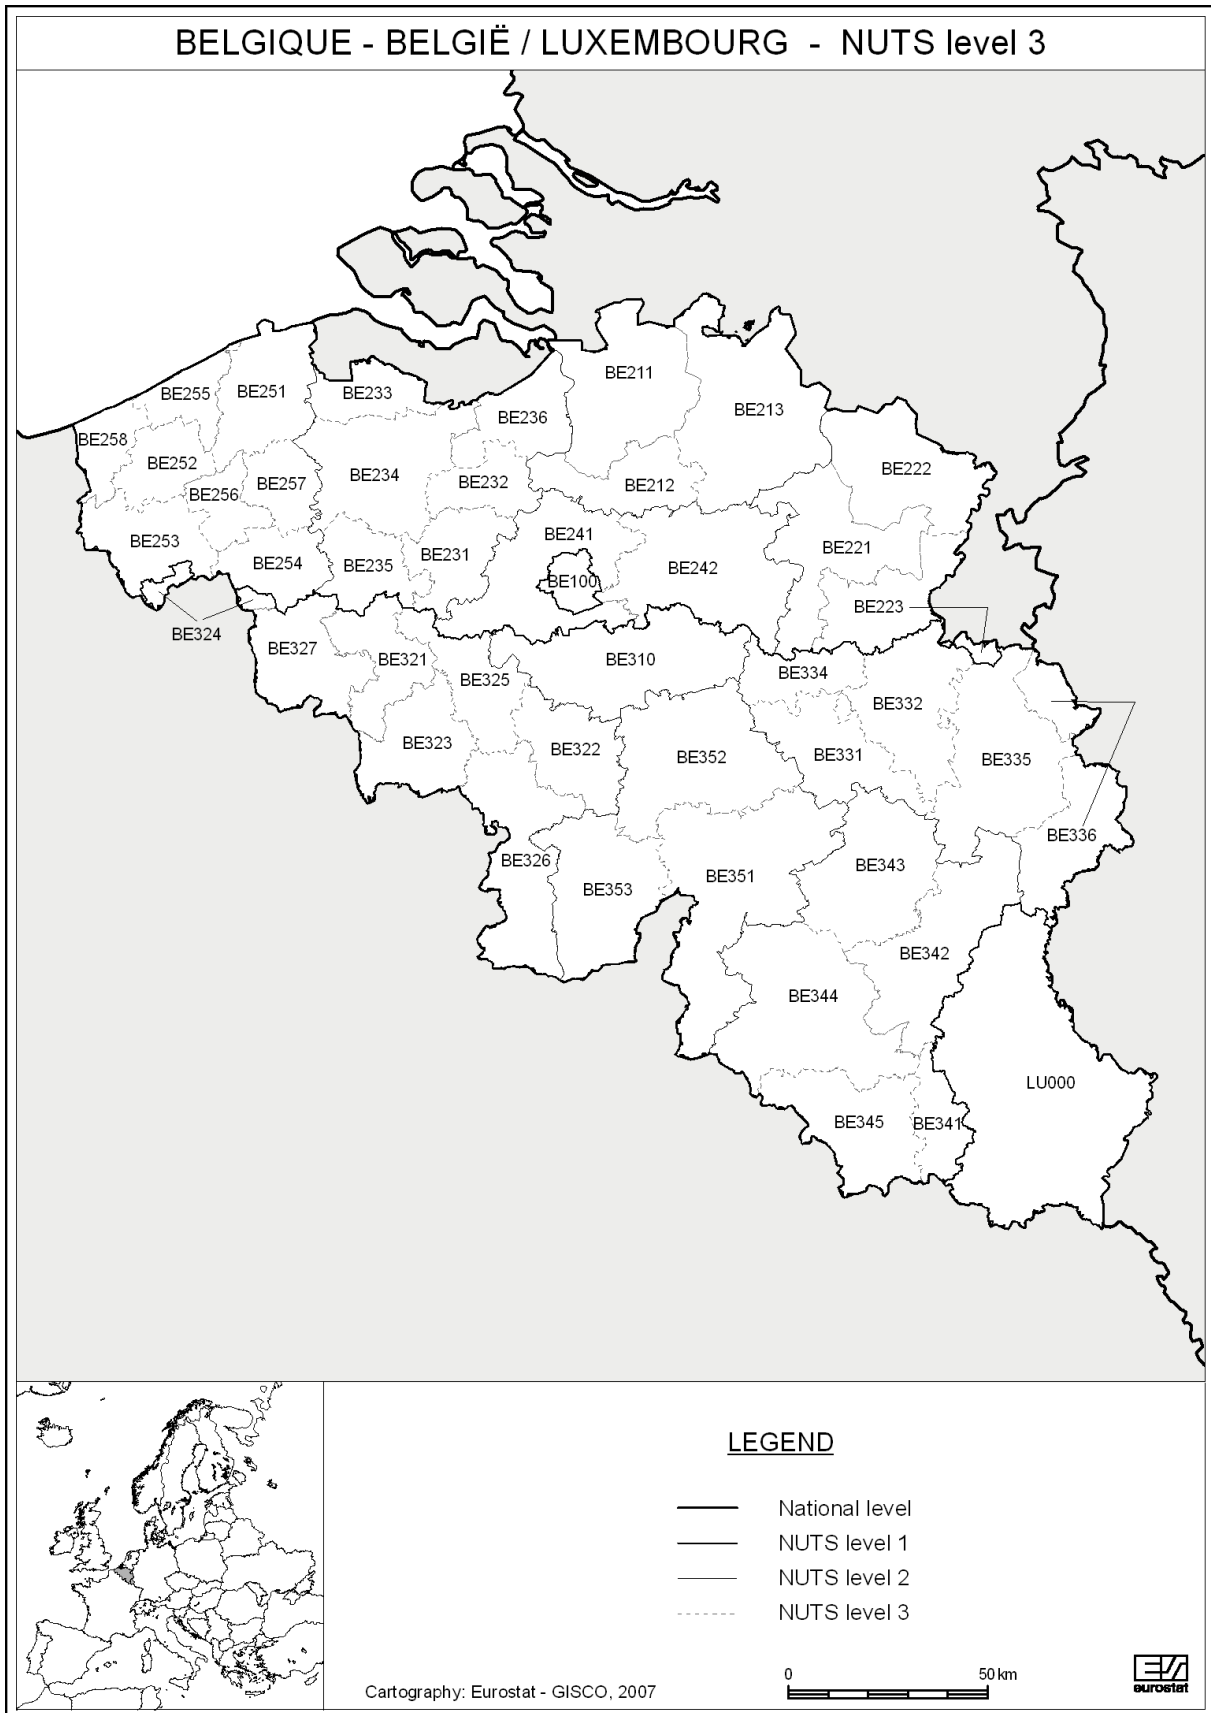 BELGIQUE - BELGIË / LUXEMBOURG - NUTS level 3
BE211
BE255
BE251
BE233
BE236
BE213
BE258
BE252
BE256
BE257
BE234
BE232
BE212
BE222
BE253
BE254
BE235
BE231
BE241
BE100
BE242
BE221
BE223
BE324
BE327
BE321
BE325
BE310
BE334
BE332
BE323
BE322
BE352
BE331
BE335
BE336
BE326
BE353
BE351
BE343
BE342
BE344
LU000
BE345
BE341
LEGEND
National level
NUTS level 1
NUTS level 2
NUTS level 3
Cartography: Eurostat - GISCO, 2007
0 50 km
eurostat